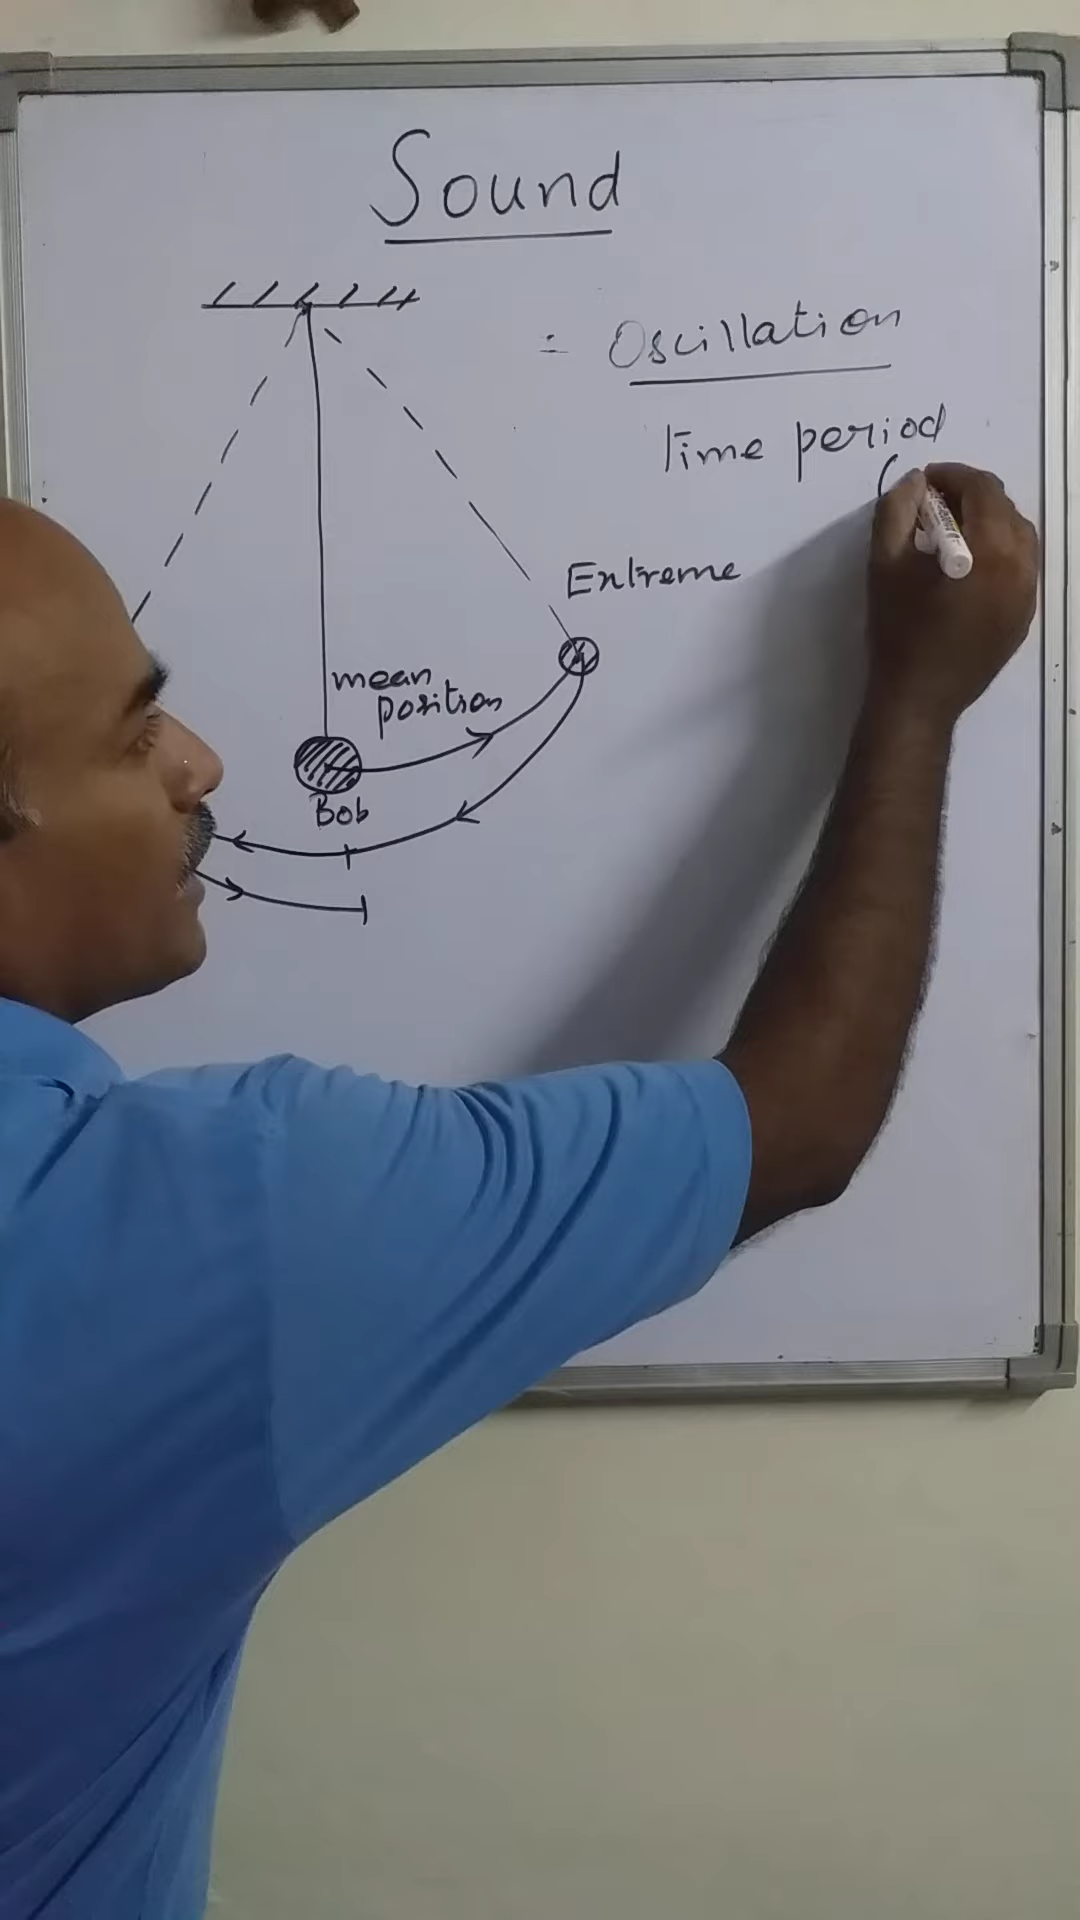 Sound
= Oscillation
Time period
(
Extreme
mean
position
Bob